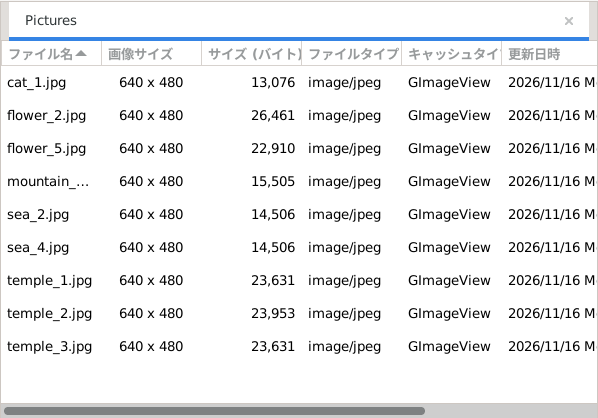 Pictures ×
ファイル名 画像サイズ サイズ (バイト) ファイルタイプ キャッシュタイ 更新日時
cat_1.jpg 640 x 480 13,076 image/jpeg GImageView 2026/11/16 M
flower_2.jpg 640 x 480 26,461 image/jpeg GImageView 2026/11/16 M
flower_5.jpg 640 x 480 22,910 image/jpeg GImageView 2026/11/16 M
mountain_... 640 x 480 15,505 image/jpeg GImageView 2026/11/16 M
sea_2.jpg 640 x 480 14,506 image/jpeg GImageView 2026/11/16 M
sea_4.jpg 640 x 480 14,506 image/jpeg GImageView 2026/11/16 M
temple_1.jpg 640 x 480 23,631 image/jpeg GImageView 2026/11/16 M
temple_2.jpg 640 x 480 23,953 image/jpeg GImageView 2026/11/16 M
temple_3.jpg 640 x 480 23,631 image/jpeg GImageView 2026/11/16 M